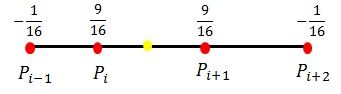 -1/16 9/16 9/16 -1/16
P_{i-1} P_i P_{i+1} P_{i+2}